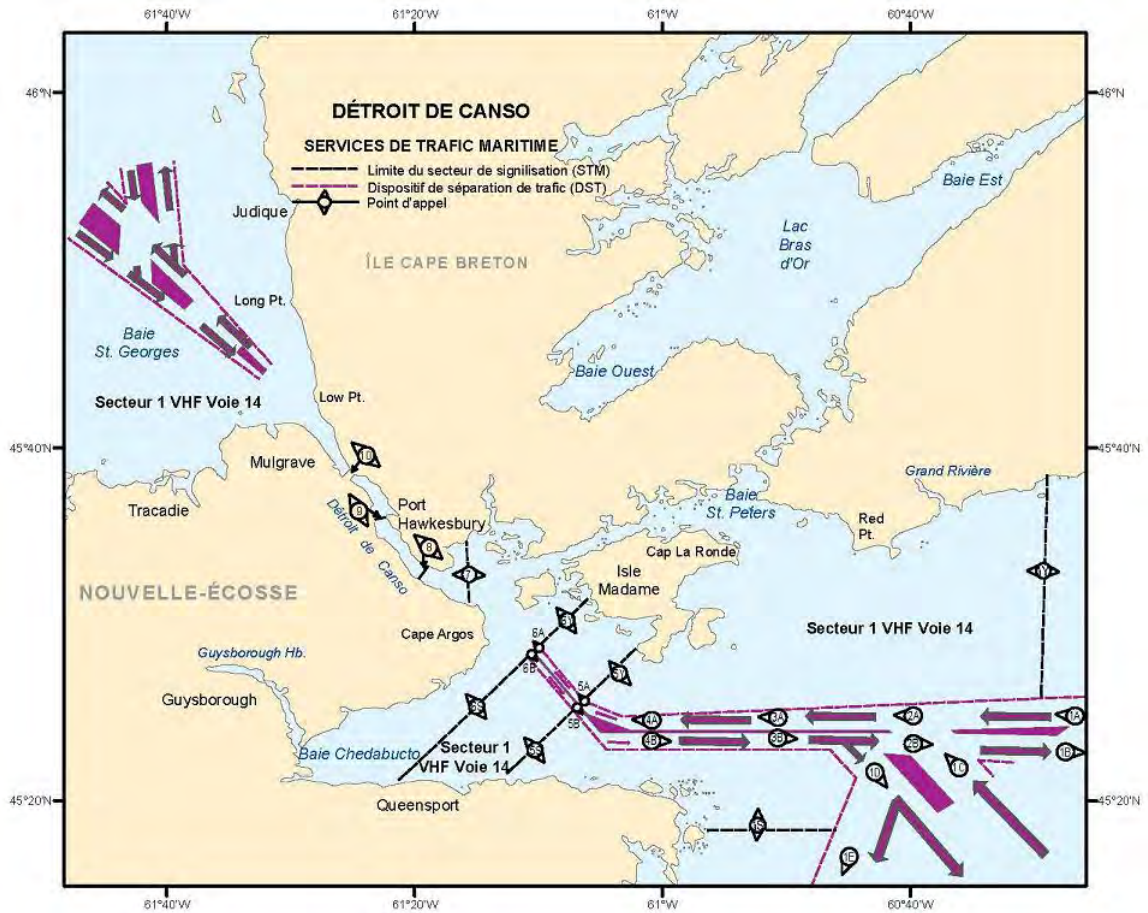 61°40'W
61°20'W
61°W
60°40'W
46°N
46°N
DÉTROIT DE CANSO
SERVICES DE TRAFIC MARITIME
Limite du secteur de signilisation (STM)
Dispositif de séparation de trafic (DST)
Point d'appel
Judique
ÎLE CAPE BRETON
Baie Est
Lac
Bras
d'Or
Long Pt.
Baie
St. Georges
Baie Ouest
Low Pt.
Secteur 1 VHF Voie 14
45°40'N
45°40'N
Mulgrave
10
Grand Rivière
Tracadie
9
Port
Hawkesbury
Baie
St. Peters
Red
Pt.
Détroit de Canso
8
7
Cap La Ronde
Isle
Madame
1Y
NOUVELLE-ÉCOSSE
Cape Argos
6A
6B
Secteur 1 VHF Voie 14
Guysborough Hb.
Guysborough
6S
5A
5B
5S
4A
3A
2A
1A
4B
3B
2B
1B
Baie Chedabucto
Secteur 1
VHF Voie 14
1D
1C
45°20'N
45°20'N
Queensport
1S
1E
61°40'W
61°20'W
61°W
60°40'W